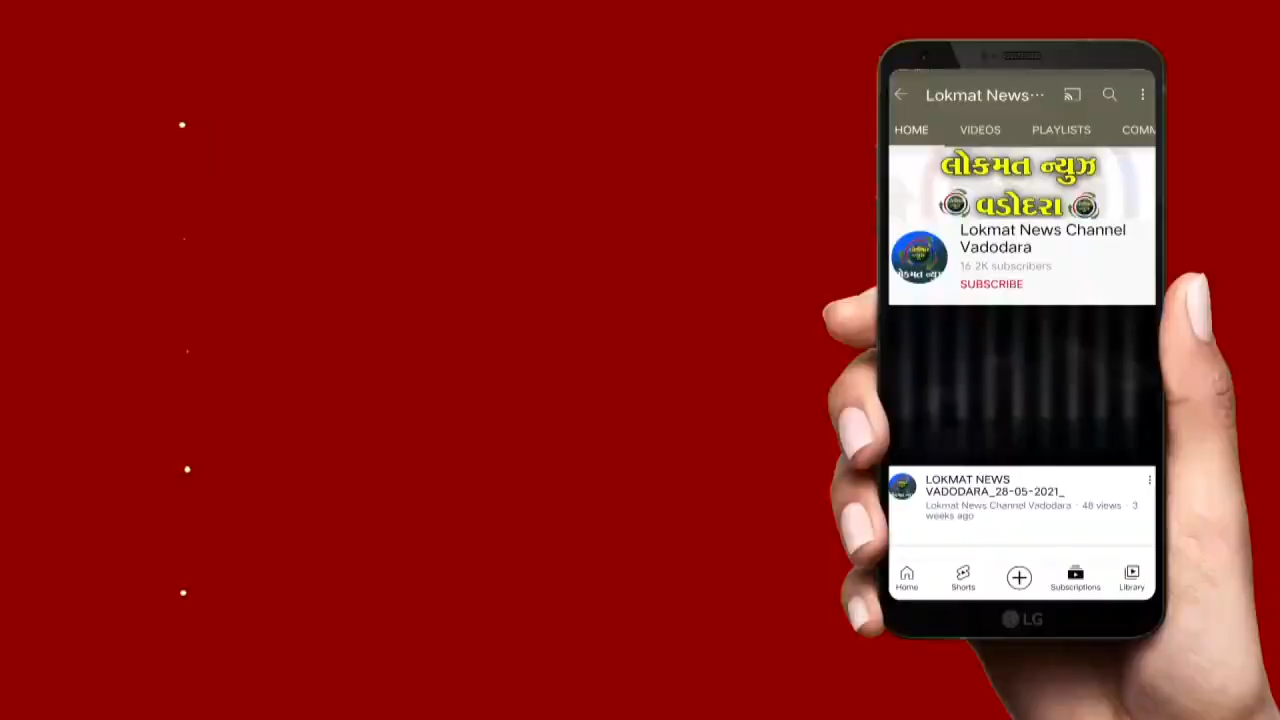 Lokmat News...
HOME VIDEOS PLAYLISTS COMM
લોકમત ન્યુઝ
વડોદરા
Lokmat News Channel
Vadodara
16.2K subscribers
SUBSCRIBE
LOKMAT NEWS
VADODARA_28-05-2021_
Lokmat News Channel Vadodara · 48 views · 3
weeks ago
Home Shorts Subscriptions Library
LG